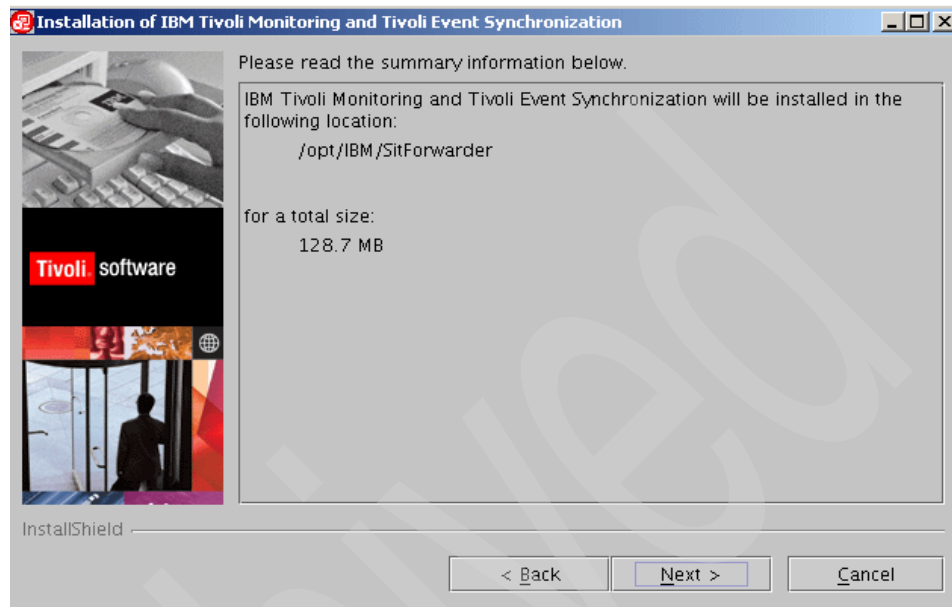 Installation of IBM Tivoli Monitoring and Tivoli Event Synchronization
Please read the summary information below.
IBM Tivoli Monitoring and Tivoli Event Synchronization will be installed in the
following location:
/opt/IBM/SitForwarder
for a total size:
128.7 MB
Tivoli. software
InstallShield
< Back
Next >
Cancel